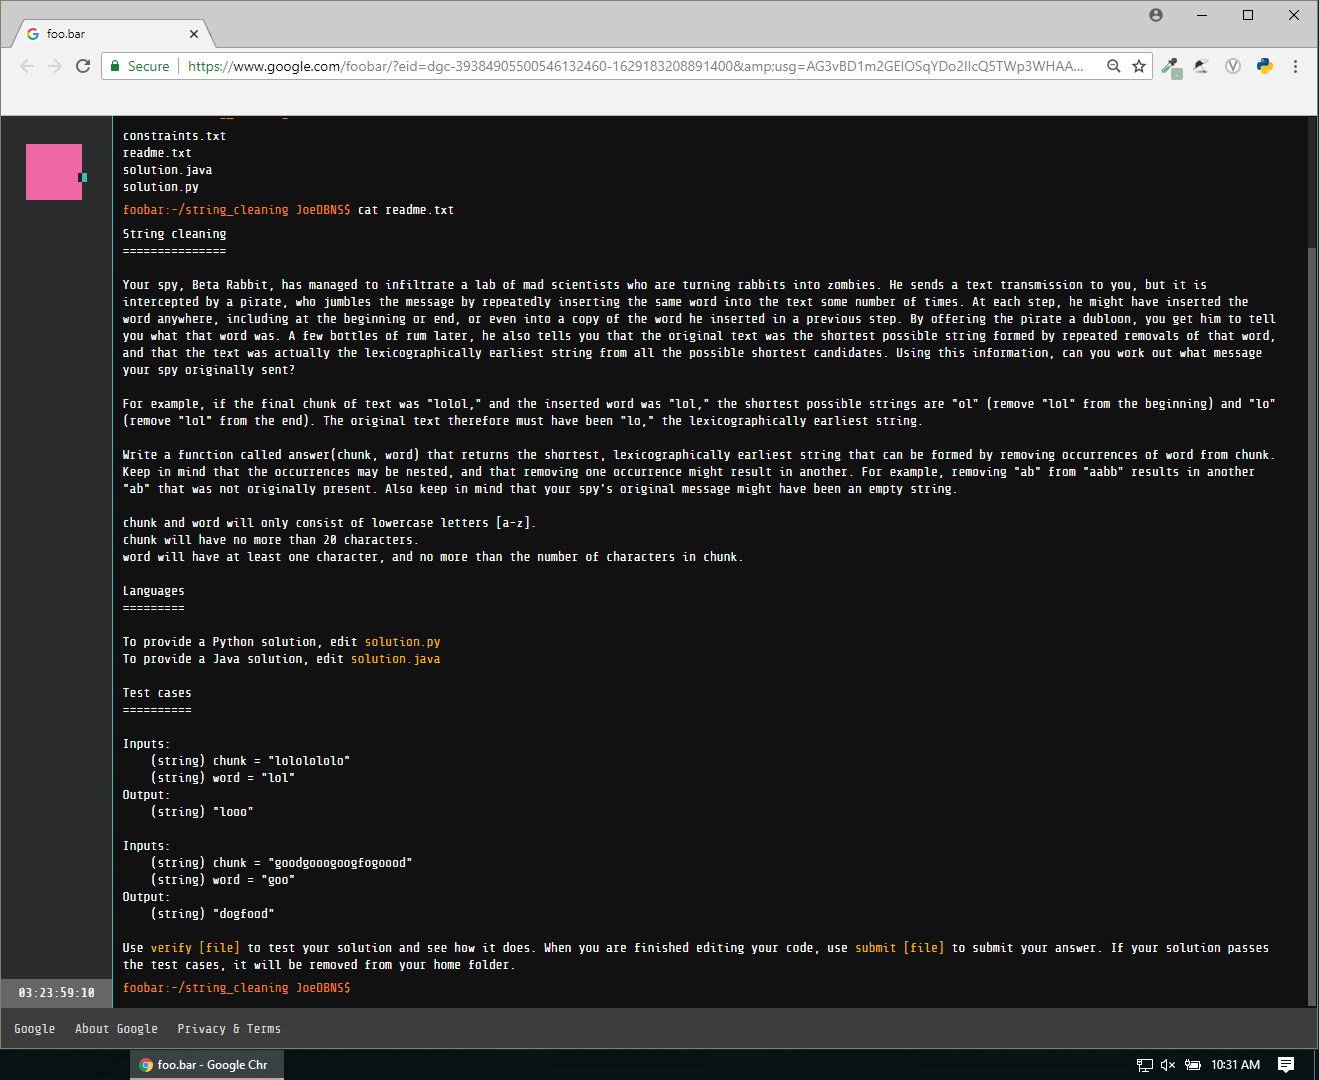 foo.bar
Secure
https://www.google.com/foobar/?eid=dgc-39384905500546132460-1629183208891400&amp;usg=AG3vBD1m2GEIOSqYDo2IIcQ5TWp3WHAA...
constraints.txt
readme.txt
solution.java
solution.py
foobar:~/string_cleaning JoeDBNS$ cat readme.txt
String cleaning
===============
Your spy, Beta Rabbit, has managed to infiltrate a lab of mad scientists who are turning rabbits into zombies. He sends a text transmission to you, but it is
intercepted by a pirate, who jumbles the message by repeatedly inserting the same word into the text some number of times. At each step, he might have inserted the
word anywhere, including at the beginning or end, or even into a copy of the word he inserted in a previous step. By offering the pirate a dubloon, you get him to tell
you what that word was. A few bottles of rum later, he also tells you that the original text was the shortest possible string formed by repeated removals of that word,
and that the text was actually the lexicographically earliest string from all the possible shortest candidates. Using this information, can you work out what message
your spy originally sent?
For example, if the final chunk of text was "lolol," and the inserted word was "lol," the shortest possible strings are "ol" (remove "lol" from the beginning) and "lo"
(remove "lol" from the end). The original text therefore must have been "lo," the lexicographically earliest string.
Write a function called answer(chunk, word) that returns the shortest, lexicographically earliest string that can be formed by removing occurrences of word from chunk.
Keep in mind that the occurrences may be nested, and that removing one occurrence might result in another. For example, removing "ab" from "aabb" results in another
"ab" that was not originally present. Also keep in mind that your spy's original message might have been an empty string.
chunk and word will only consist of lowercase letters [a-z].
chunk will have no more than 20 characters.
word will have at least one character, and no more than the number of characters in chunk.
Languages
=========
To provide a Python solution, edit solution.py
To provide a Java solution, edit solution.java
Test cases
==========
Inputs:
(string) chunk = "lololololo"
(string) word = "lol"
Output:
(string) "looo"
Inputs:
(string) chunk = "goodgooogoogfogoood"
(string) word = "goo"
Output:
(string) "dogfood"
Use verify [file] to test your solution and see how it does. When you are finished editing your code, use submit [file] to submit your answer. If your solution passes
the test cases, it will be removed from your home folder.
foobar:~/string_cleaning JoeDBNS$
03:23:59:10
Google About Google Privacy & Terms
foo.bar - Google Chr
10:31 AM